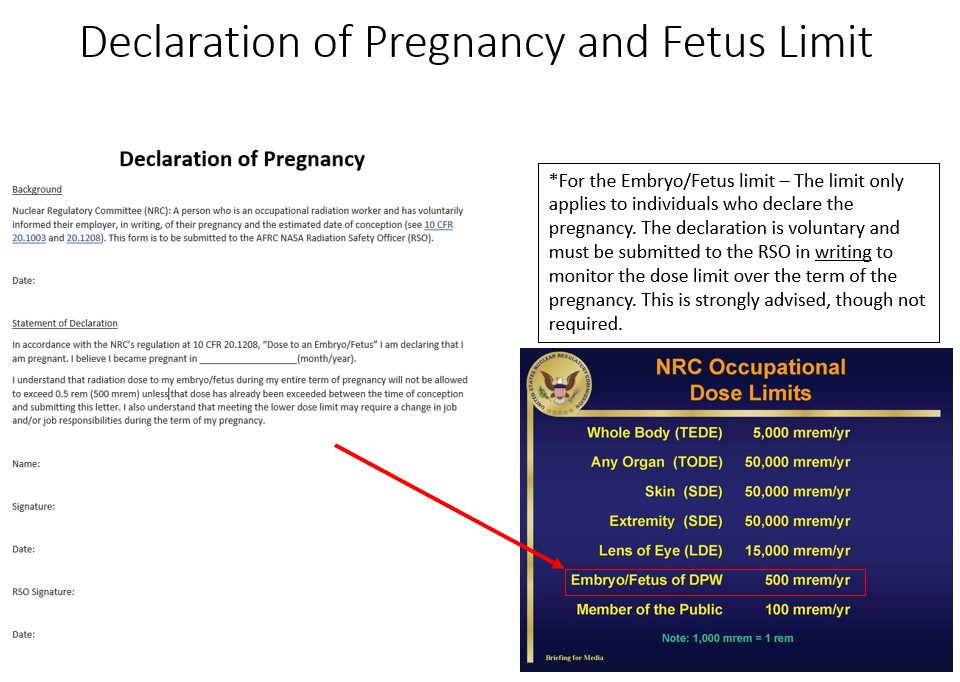 Declaration of Pregnancy and Fetus Limit
Declaration of Pregnancy
Background
Nuclear Regulatory Committee (NRC): A person who is an occupational radiation worker and has voluntarily
informed their employer, in writing, of their pregnancy and the estimated date of conception (see 10 CFR
20.1003 and 20.1208). This form is to be submitted to the AFRC NASA Radiation Safety Officer (RSO).
Date:
Statement of Declaration
In accordance with the NRC's regulation at 10 CFR 20.1208, "Dose to an Embryo/Fetus" I am declaring that I
am pregnant. I believe I became pregnant in ____________________(month/year).
I understand that radiation dose to my embryo/fetus during my entire term of pregnancy will not be allowed
to exceed 0.5 rem (500 mrem) unless that dose has already been exceeded between the time of conception
and submitting this letter. I also understand that meeting the lower dose limit may require a change in job
and/or job responsibilities during the term of my pregnancy.
Name:
Signature:
Date:
RSO Signature:
Date:
*For the Embryo/Fetus limit – The limit only
applies to individuals who declare the
pregnancy. The declaration is voluntary and
must be submitted to the RSO in writing to
monitor the dose limit over the term of the
pregnancy. This is strongly advised, though not
required.
UNITED STATES NUCLEAR REGULATORY COMMISSION
NRC Occupational
Dose Limits
Whole Body (TEDE) 5,000 mrem/yr
Any Organ (TODE) 50,000 mrem/yr
Skin (SDE) 50,000 mrem/yr
Extremity (SDE) 50,000 mrem/yr
Lens of Eye (LDE) 15,000 mrem/yr
Embryo/Fetus of DPW 500 mrem/yr
Member of the Public 100 mrem/yr
Note: 1,000 mrem = 1 rem
Briefing for Media